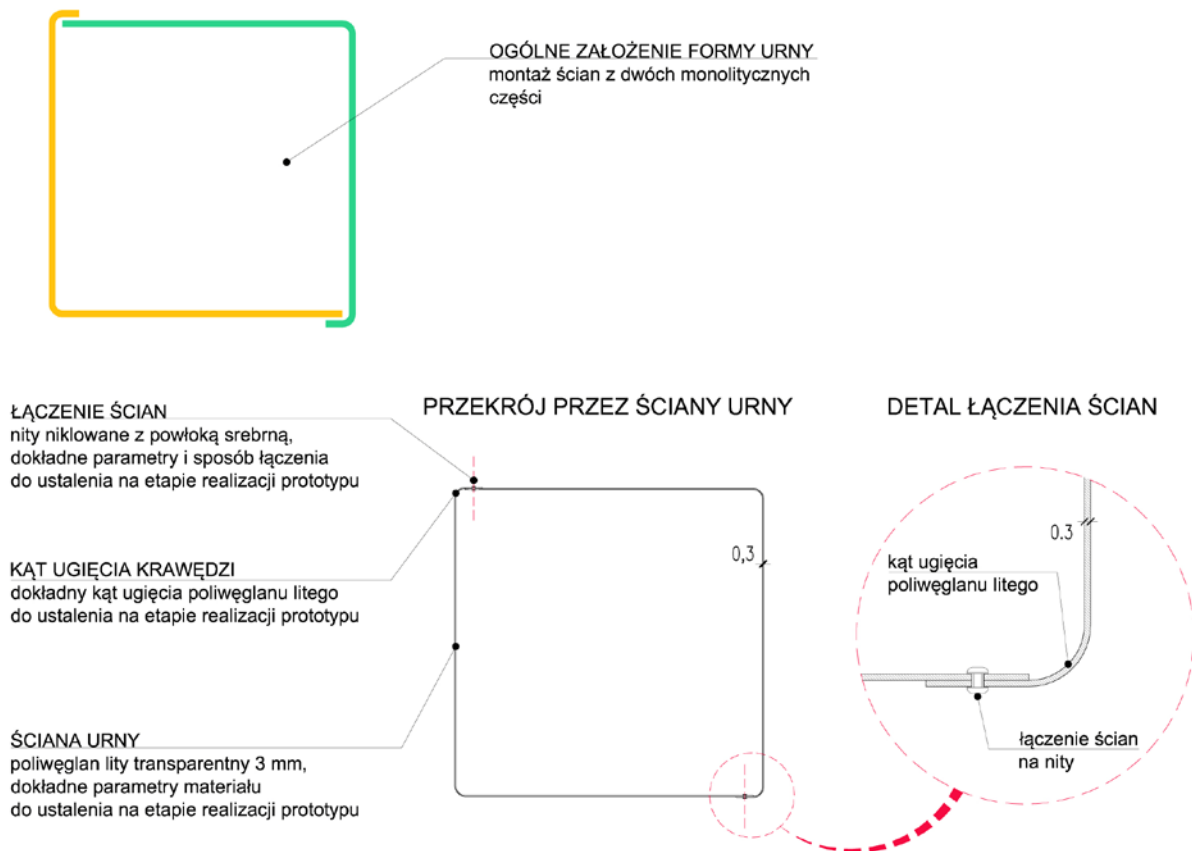 OGÓLNE ZAŁOŻENIE FORMY URNY
montaż ścian z dwóch monolitycznych
części
ŁĄCZENIE ŚCIAN
nity niklowane z powłoką srebrną,
dokładne parametry i sposób łączenia
do ustalenia na etapie realizacji prototypu
KĄT UGIĘCIA KRAWĘDZI
dokładny kąt ugięcia poliwęglanu litego
do ustalenia na etapie realizacji prototypu
ŚCIANA URNY
poliwęglan lity transparentny 3 mm,
dokładne parametry materiału
do ustalenia na etapie realizacji prototypu
PRZEKRÓJ PRZEZ ŚCIANY URNY
0,3
DETAL ŁĄCZENIA ŚCIAN
0.3
kąt ugięcia
poliwęglanu litego
łączenie ścian
na nity